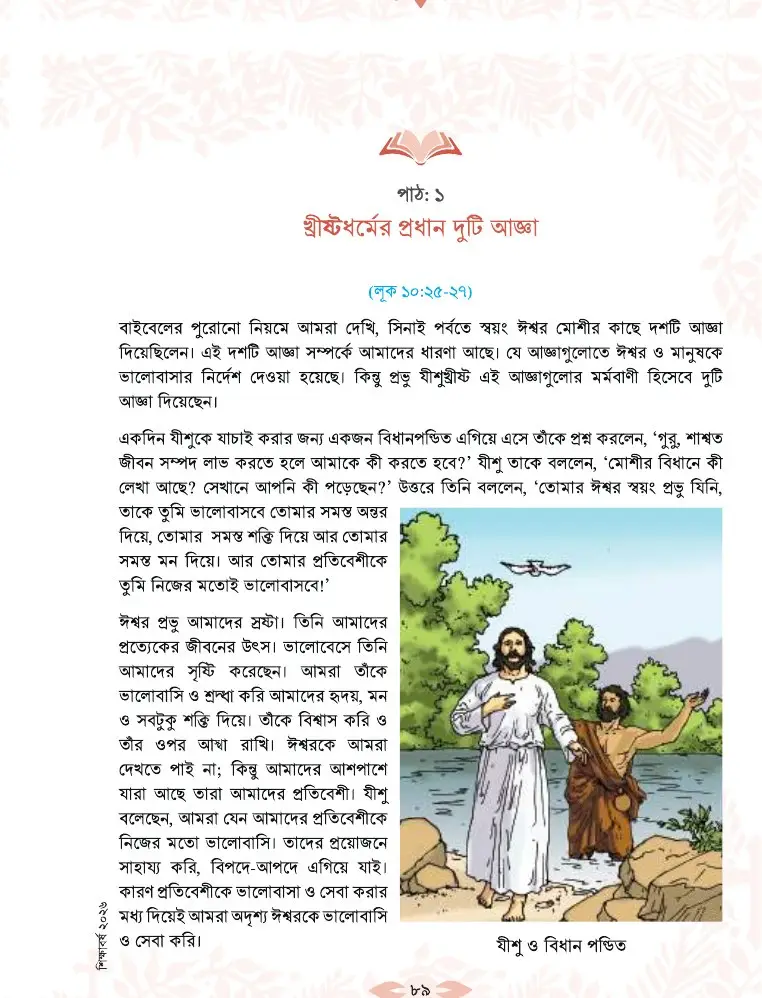 পাঠ: ১
খ্রীষ্টধর্মের প্রধান দুটি আজ্ঞা
(লূক ১০:২৫-২৭)
বাইবেলের পুরোনো নিয়মে আমরা দেখি, সিনাই পর্বতে স্বয়ং ঈশ্বর মোশীর কাছে দশটি আজ্ঞা
দিয়েছিলেন। এই দশটি আজ্ঞা সম্পর্কে আমাদের ধারণা আছে। যে আজ্ঞাগুলোতে ঈশ্বর ও মানুষকে
ভালোবাসার নির্দেশ দেওয়া হয়েছে। কিন্তু প্রভু যীশুখ্রীষ্ট এই আজ্ঞাগুলোর মর্মবাণী হিসেবে দুটি
আজ্ঞা দিয়েছেন।
একদিন যীশুকে যাচাই করার জন্য একজন বিধানপণ্ডিত এগিয়ে এসে তাঁকে প্রশ্ন করলেন, ‘গুরু, শাশ্বত
জীবন সম্পদ লাভ করতে হলে আমাকে কী করতে হবে?’ যীশু তাকে বললেন, ‘মোশীর বিধানে কী
লেখা আছে? সেখানে আপনি কী পড়েছেন?’ উত্তরে তিনি বললেন, ‘তোমার ঈশ্বর স্বয়ং প্রভু যিনি,
তাকে তুমি ভালোবাসবে তোমার সমস্ত অন্তর
দিয়ে, তোমার সমস্ত শক্তি দিয়ে আর তোমার
সমস্ত মন দিয়ে। আর তোমার প্রতিবেশীকে
তুমি নিজের মতোই ভালোবাসবে!’
ঈশ্বর প্রভু আমাদের স্রষ্টা। তিনি আমাদের
প্রত্যেকের জীবনের উৎস। ভালোবেসে তিনি
আমাদের সৃষ্টি করেছেন। আমরা তাঁকে
ভালোবাসি ও শ্রদ্ধা করি আমাদের হৃদয়, মন
ও সবটুকু শক্তি দিয়ে। তাঁকে বিশ্বাস করি ও
তাঁর ওপর আস্থা রাখি। ঈশ্বরকে আমরা
দেখতে পাই না; কিন্তু আমাদের আশপাশে
যারা আছে তারা আমাদের প্রতিবেশী। যীশু
বলেছেন, আমরা যেন আমাদের প্রতিবেশীকে
নিজের মতো ভালোবাসি। তাদের প্রয়োজনে
সাহায্য করি, বিপদে-আপদে এগিয়ে যাই।
কারণ প্রতিবেশীকে ভালোবাসা ও সেবা করার
মধ্য দিয়েই আমরা অদৃশ্য ঈশ্বরকে ভালোবাসি
ও সেবা করি।
যীশু ও বিধান পণ্ডিত
শিক্ষাবর্ষ ২০২৬
৮৯